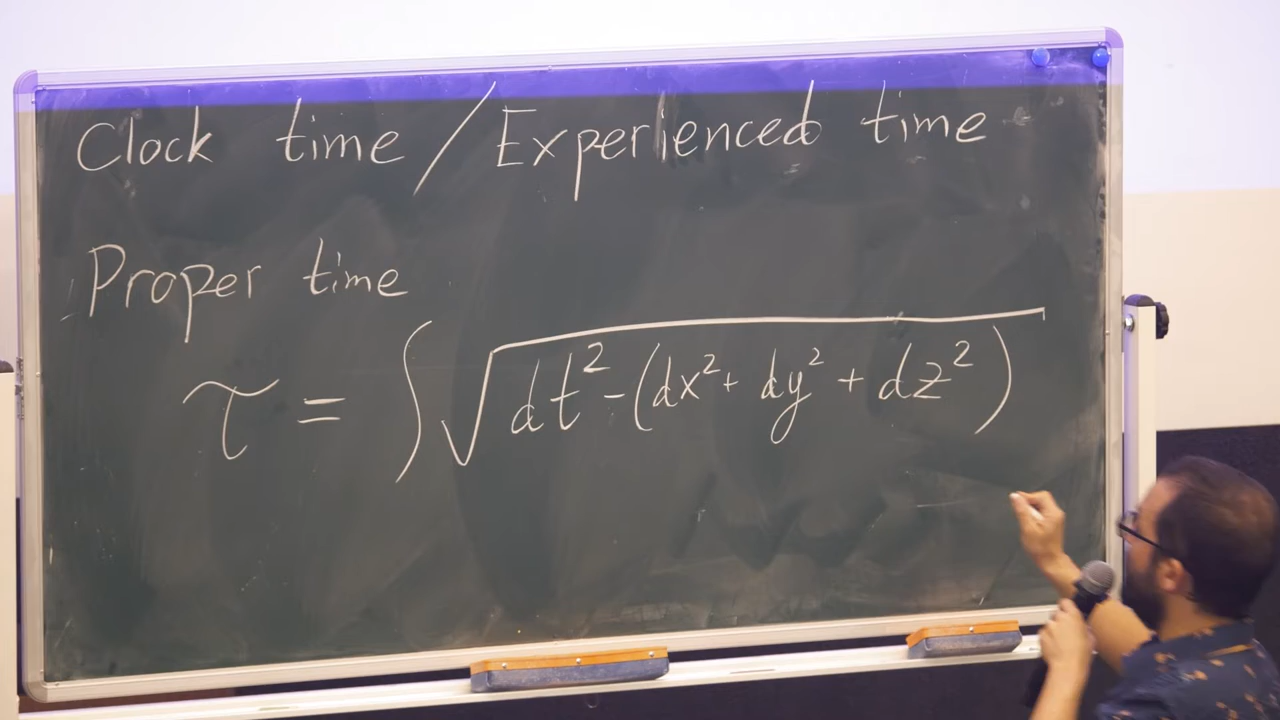 Clock time / Experienced time
Proper time
τ = ∫√dt² - (dx² + dy² + dz²)